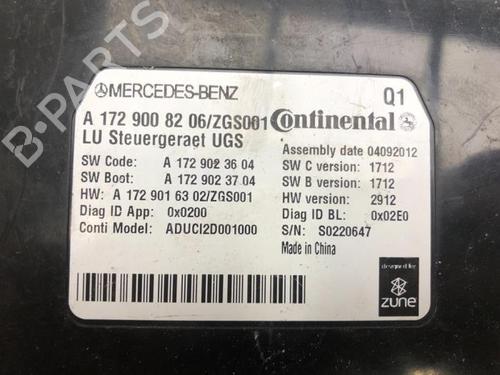 MERCEDES-BENZ
Q1
A 172 900 82 06/ZGS001 Continental
LU Steuergeraet UGS
Assembly date 04092012
SW Code: A 172 902 36 04 SW C version: 1712
SW Boot: A 172 902 37 04 SW B version: 1712
HW: A 172 901 63 02/ZGS001 HW version: 2912
Diag ID App: 0x0200 Diag ID BL: 0x02E0
Conti Model: ADUCI2D001000 S/N: S0220647
Made in China
designed for
zune
B-PARTS